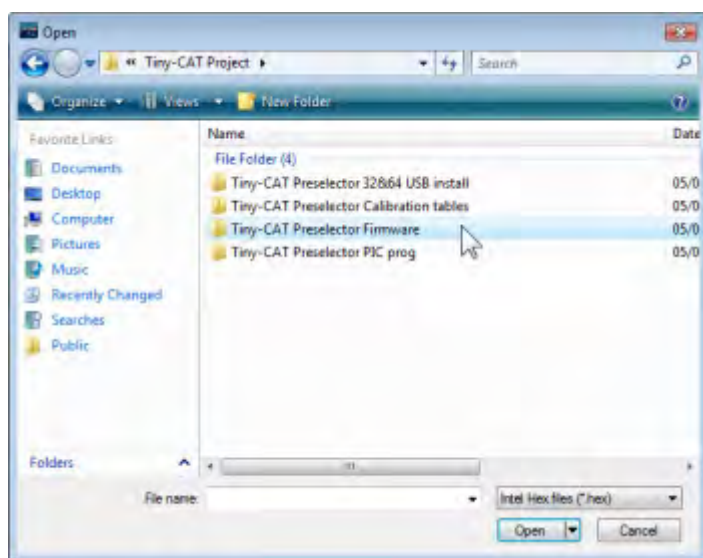 Open
« Tiny-CAT Project
Search
Organize Views New Folder
Favorite Links
Documents
Desktop
Computer
Pictures
Music
Recently Changed
Searches
Public
Folders
Name Date
File Folder (4)
Tiny-CAT Preselector 32&64 USB install 05/0
Tiny-CAT Preselector Calibration tables 05/0
Tiny-CAT Preselector Firmware 05/0
Tiny-CAT Preselector PIC prog 05/0
File name:
Intel Hex files (*.hex)
Open Cancel